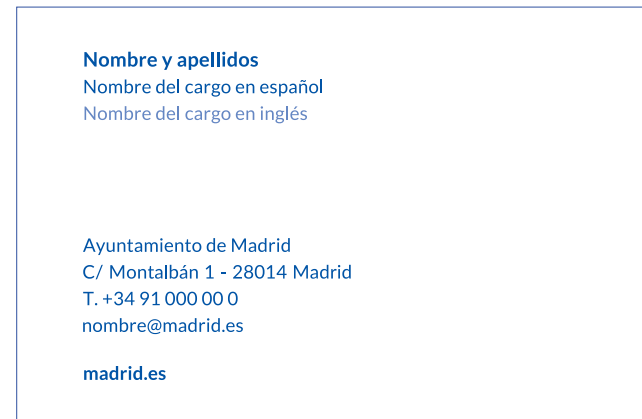 Nombre y apellidos
Nombre del cargo en español
Nombre del cargo en inglés
Ayuntamiento de Madrid
C/ Montalbán 1 - 28014 Madrid
T. +34 91 000 00 0
nombre@madrid.es
madrid.es